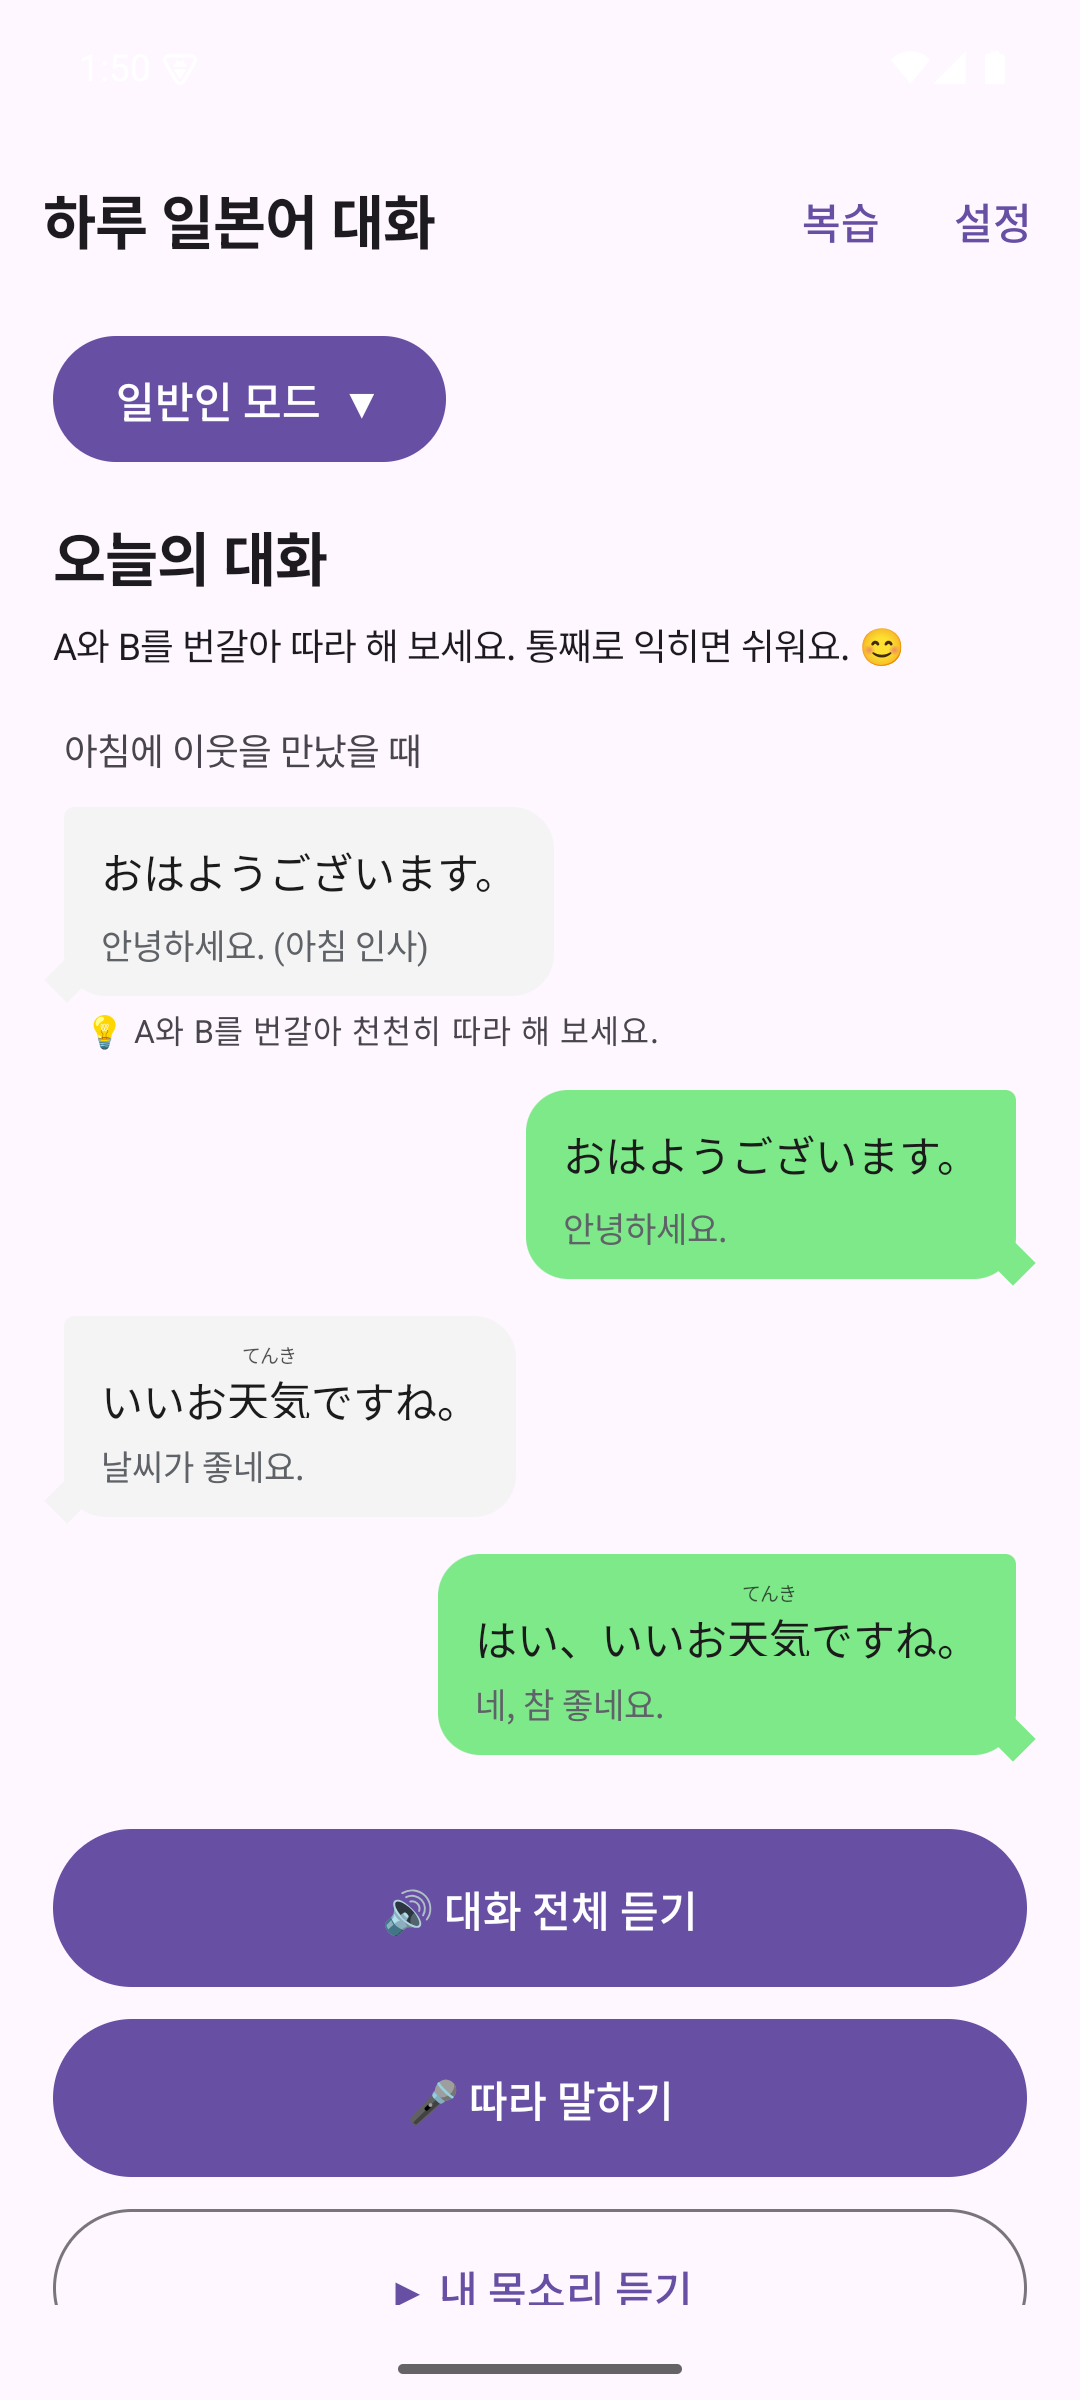 1:50
하루 일본어 대화
복습
설정
일반인 모드 ▼
오늘의 대화
A와 B를 번갈아 따라 해 보세요. 통째로 익히면 쉬워요. 😊
아침에 이웃을 만났을 때
おはようございます。
안녕하세요. (아침 인사)
💡 A와 B를 번갈아 천천히 따라 해 보세요.
おはようございます。
안녕하세요.
てんき
いいお天気ですね。
날씨가 좋네요.
てんき
はい、いいお天気ですね。
네, 참 좋네요.
🔊 대화 전체 듣기
🎤 따라 말하기
▶ 내 목소리 듣기